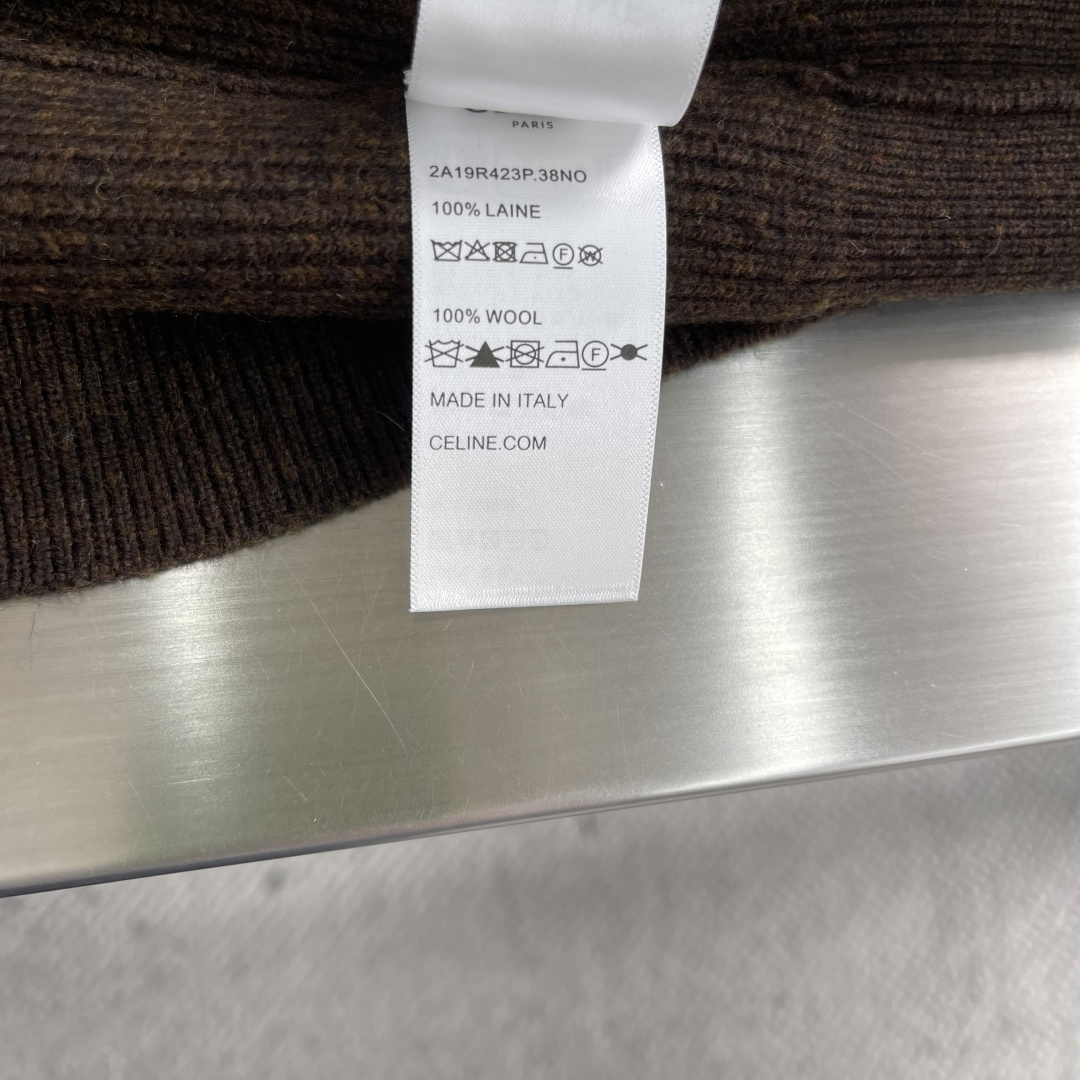 PARIS
2A19R423P.38NO
100% LAINE
F W
100% WOOL
F
MADE IN ITALY
CELINE.COM